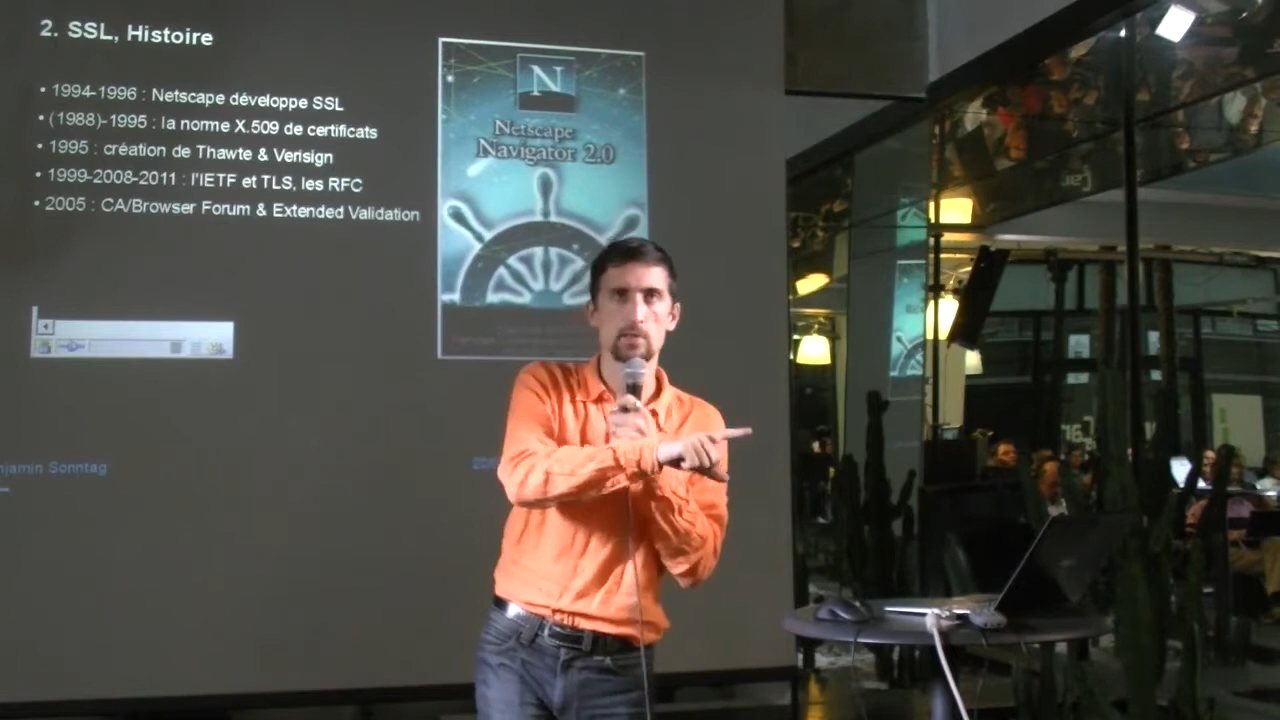 2. SSL, Histoire
• 1994-1996 : Netscape développe SSL
• (1988)-1995 : la norme X.509 de certificats
• 1995 : création de Thawte & Verisign
• 1999-2008-2011 : l'IETF et TLS, les RFC
• 2005 : CA/Browser Forum & Extended Validation
N
Netscape
Navigator 2.0
njamin Sonntag